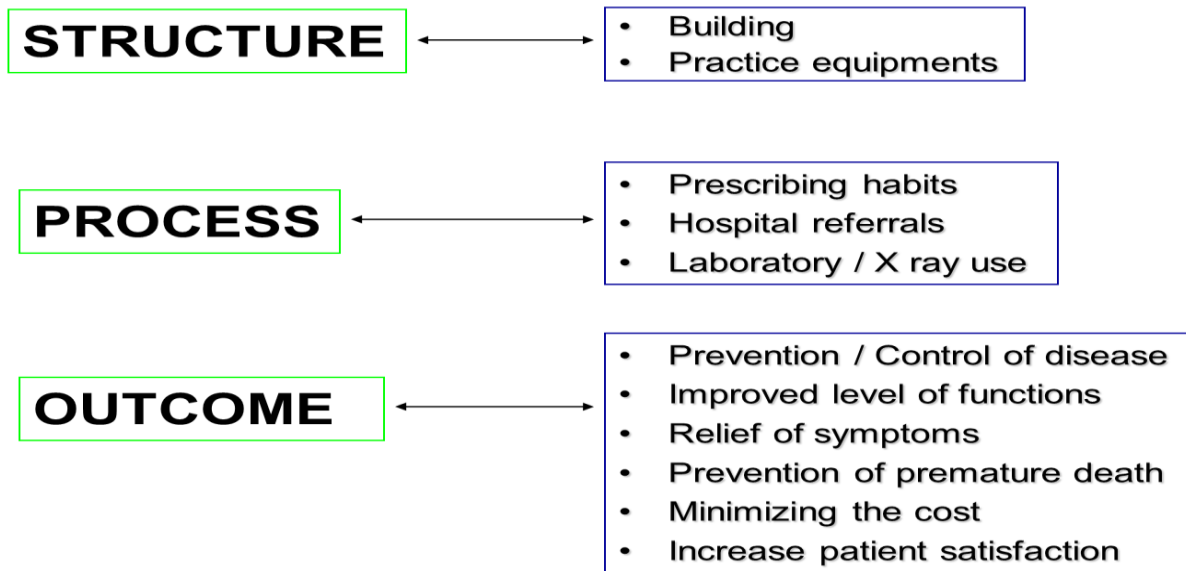 STRUCTURE
• Building
• Practice equipments
PROCESS
• Prescribing habits
• Hospital referrals
• Laboratory / X ray use
OUTCOME
• Prevention / Control of disease
• Improved level of functions
• Relief of symptoms
• Prevention of premature death
• Minimizing the cost
• Increase patient satisfaction